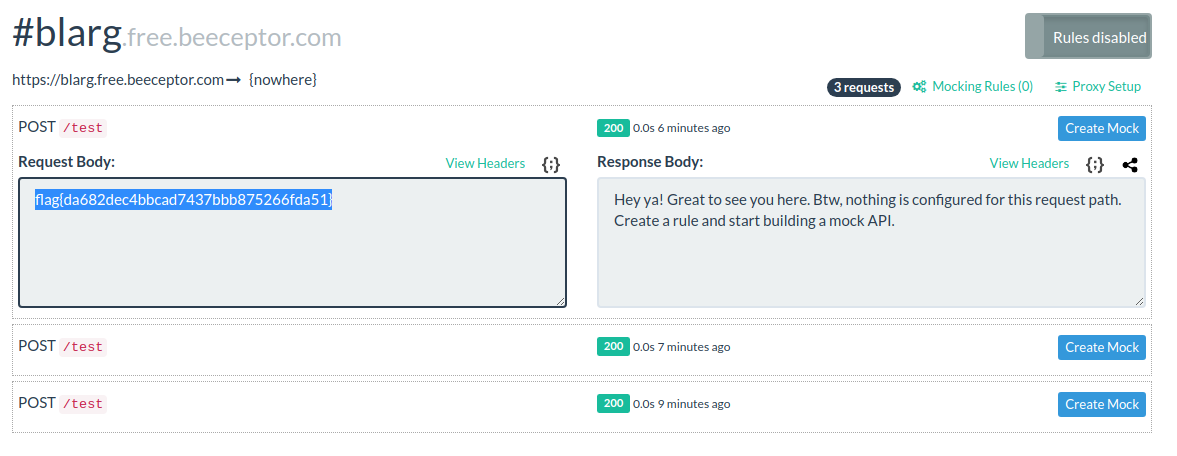 #blarg.free.beeceptor.com
Rules disabled
https://blarg.free.beeceptor.com → {nowhere}
3 requests Mocking Rules (0) Proxy Setup
POST /test 200 0.0s 6 minutes ago Create Mock
Request Body: View Headers {;} Response Body: View Headers {;}
flag{da682dec4bbcad7437bbb875266fda51}
Hey ya! Great to see you here. Btw, nothing is configured for this request path.
Create a rule and start building a mock API.
POST /test 200 0.0s 7 minutes ago Create Mock
POST /test 200 0.0s 9 minutes ago Create Mock